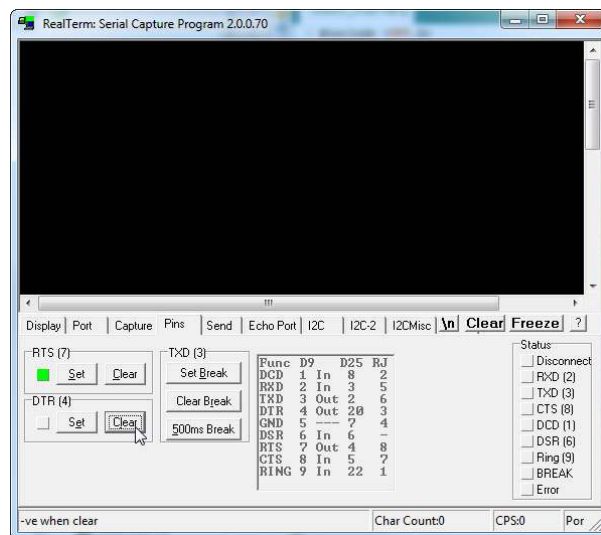 RealTerm: Serial Capture Program 2.0.0.70
Display Port Capture Pins Send Echo Port I2C I2C-2 I2CMisc \n Clear Freeze ?
RTS (7)
Set Clear
DTR (4)
Set Clear
TXD (3)
Set Break
Clear Break
500ms Break
Func D9 D25 RJ
DCD 1 In 8 2
RXD 2 In 3 5
TXD 3 Out 2 6
DTR 4 Out 20 3
GND 5 --- 7 4
DSR 6 In 6 -
RTS 7 Out 4 8
CTS 8 In 5 7
RING 9 In 22 1
Status
Disconnect
RXD (2)
TXD (3)
CTS (8)
DCD (1)
DSR (6)
Ring (9)
BREAK
Error
-ve when clear Char Count:0 CPS:0 Por